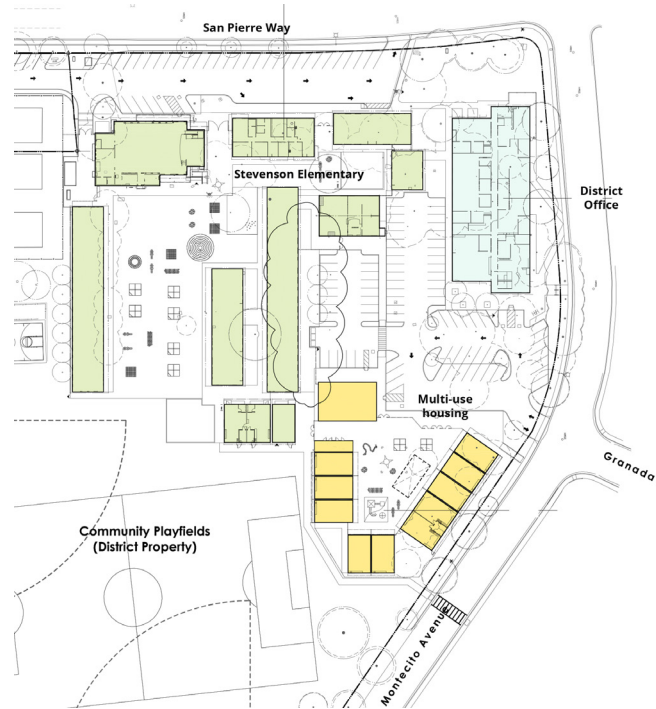 San Pierre Way
Stevenson Elementary
District
Office
Multi-use
housing
Granada
Community Playfields
(District Property)
Montecito Avenue